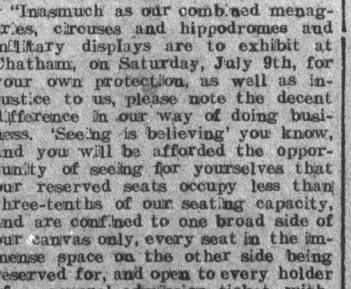 "Inasmuch as our combined menag-
ries, circuses and hippodromes and
military displays are to exhibit at
Chatham, on Saturday, July 9th, for
your own protection, as well as in-
justice to us, please note the decent
difference in our way of doing busi-
ness. 'Seeing is believing' you know,
and you will be afforded the oppor-
tunity of seeing for yourselves that
our reserved seats occupy less than
three-tenths of our seating capacity,
and are confined to one broad side of
our canvas only, every seat in the im-
mense space on the other side being
reserved for, and open to every holder